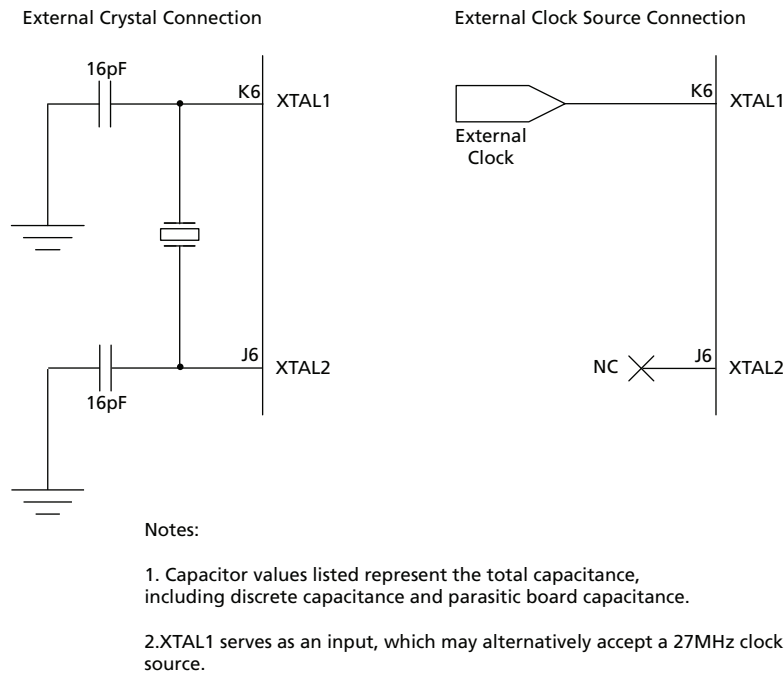 External Crystal Connection
External Clock Source Connection
16pF
K6
XTAL1
J6
XTAL2
16pF
K6
XTAL1
External
Clock
NC
J6
XTAL2
Notes:
1. Capacitor values listed represent the total capacitance,
including discrete capacitance and parasitic board capacitance.
2.XTAL1 serves as an input, which may alternatively accept a 27MHz clock
source.